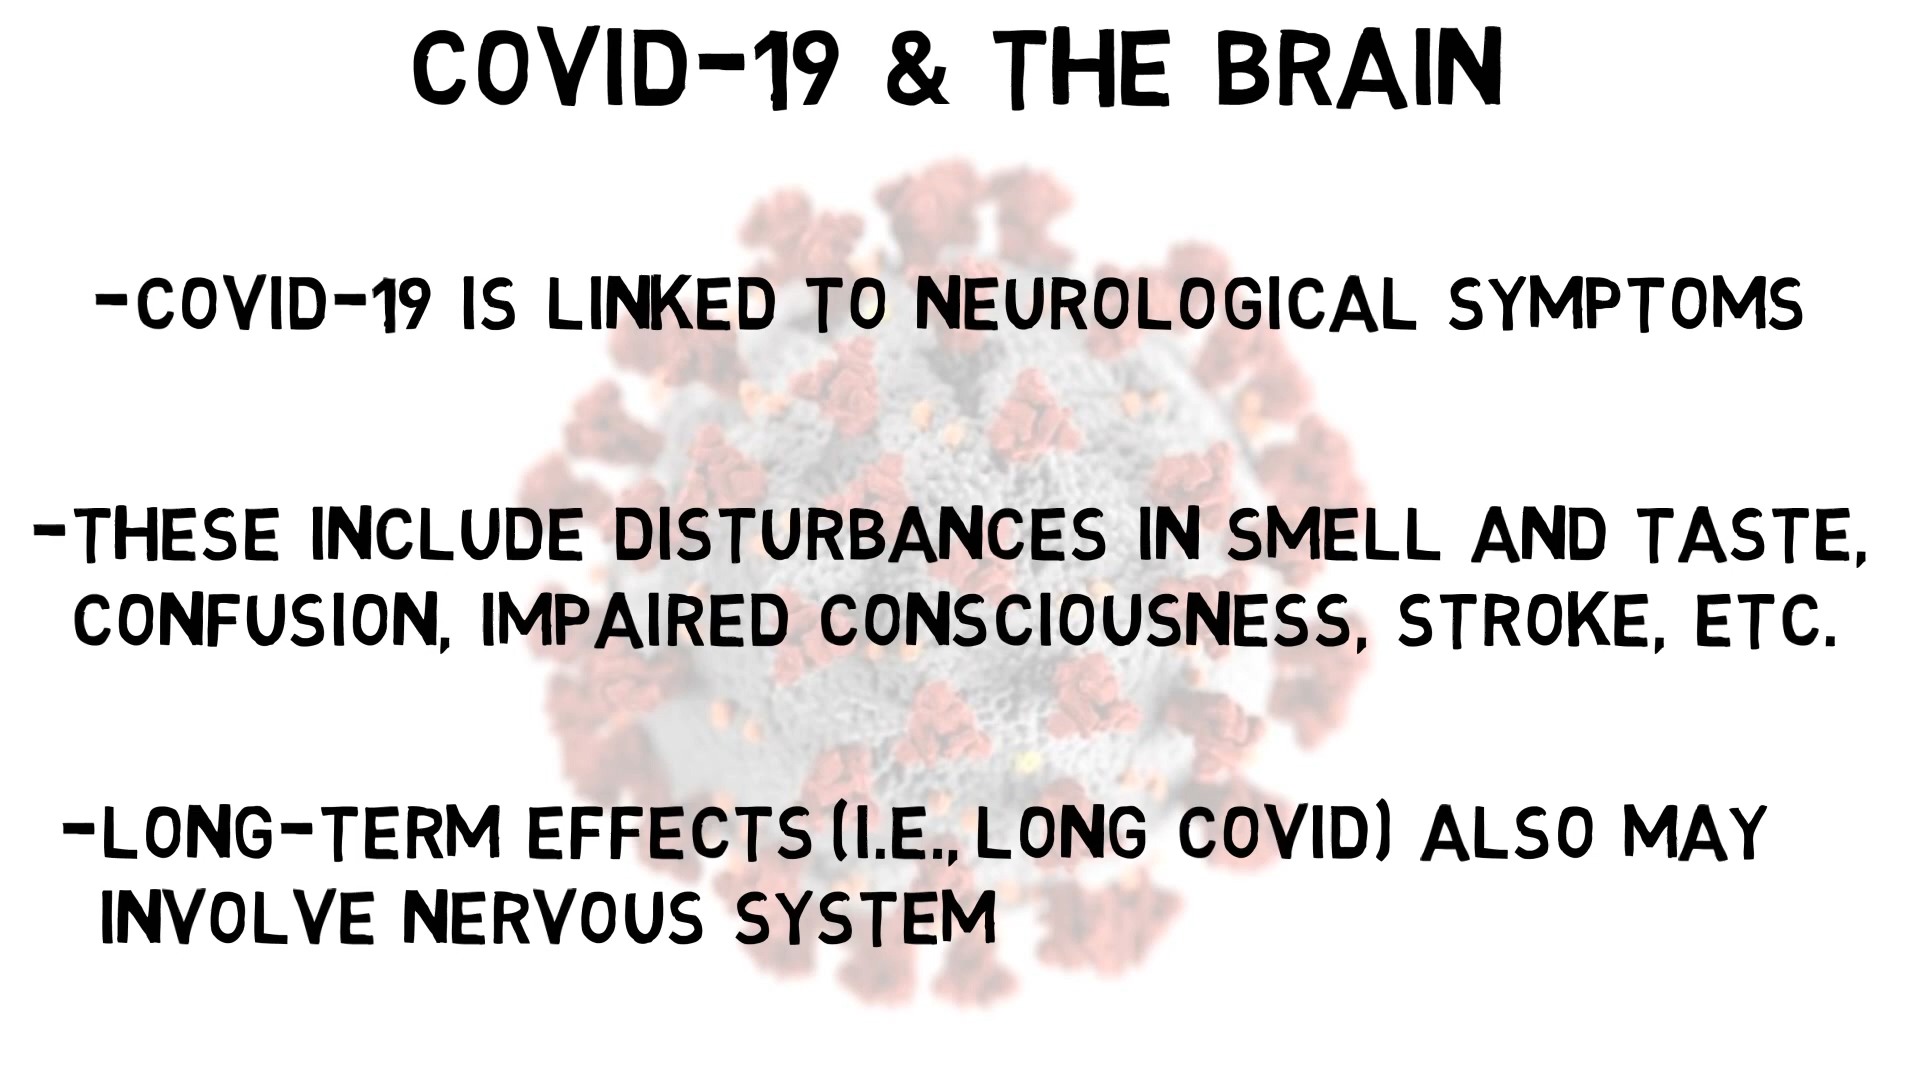 COVID-19 & THE BRAIN
-COVID-19 IS LINKED TO NEUROLOGICAL SYMPTOMS
-THESE INCLUDE DISTURBANCES IN SMELL AND TASTE,
CONFUSION, IMPAIRED CONSCIOUSNESS, STROKE, ETC.
-LONG-TERM EFFECTS (I.E., LONG COVID) ALSO MAY
INVOLVE NERVOUS SYSTEM